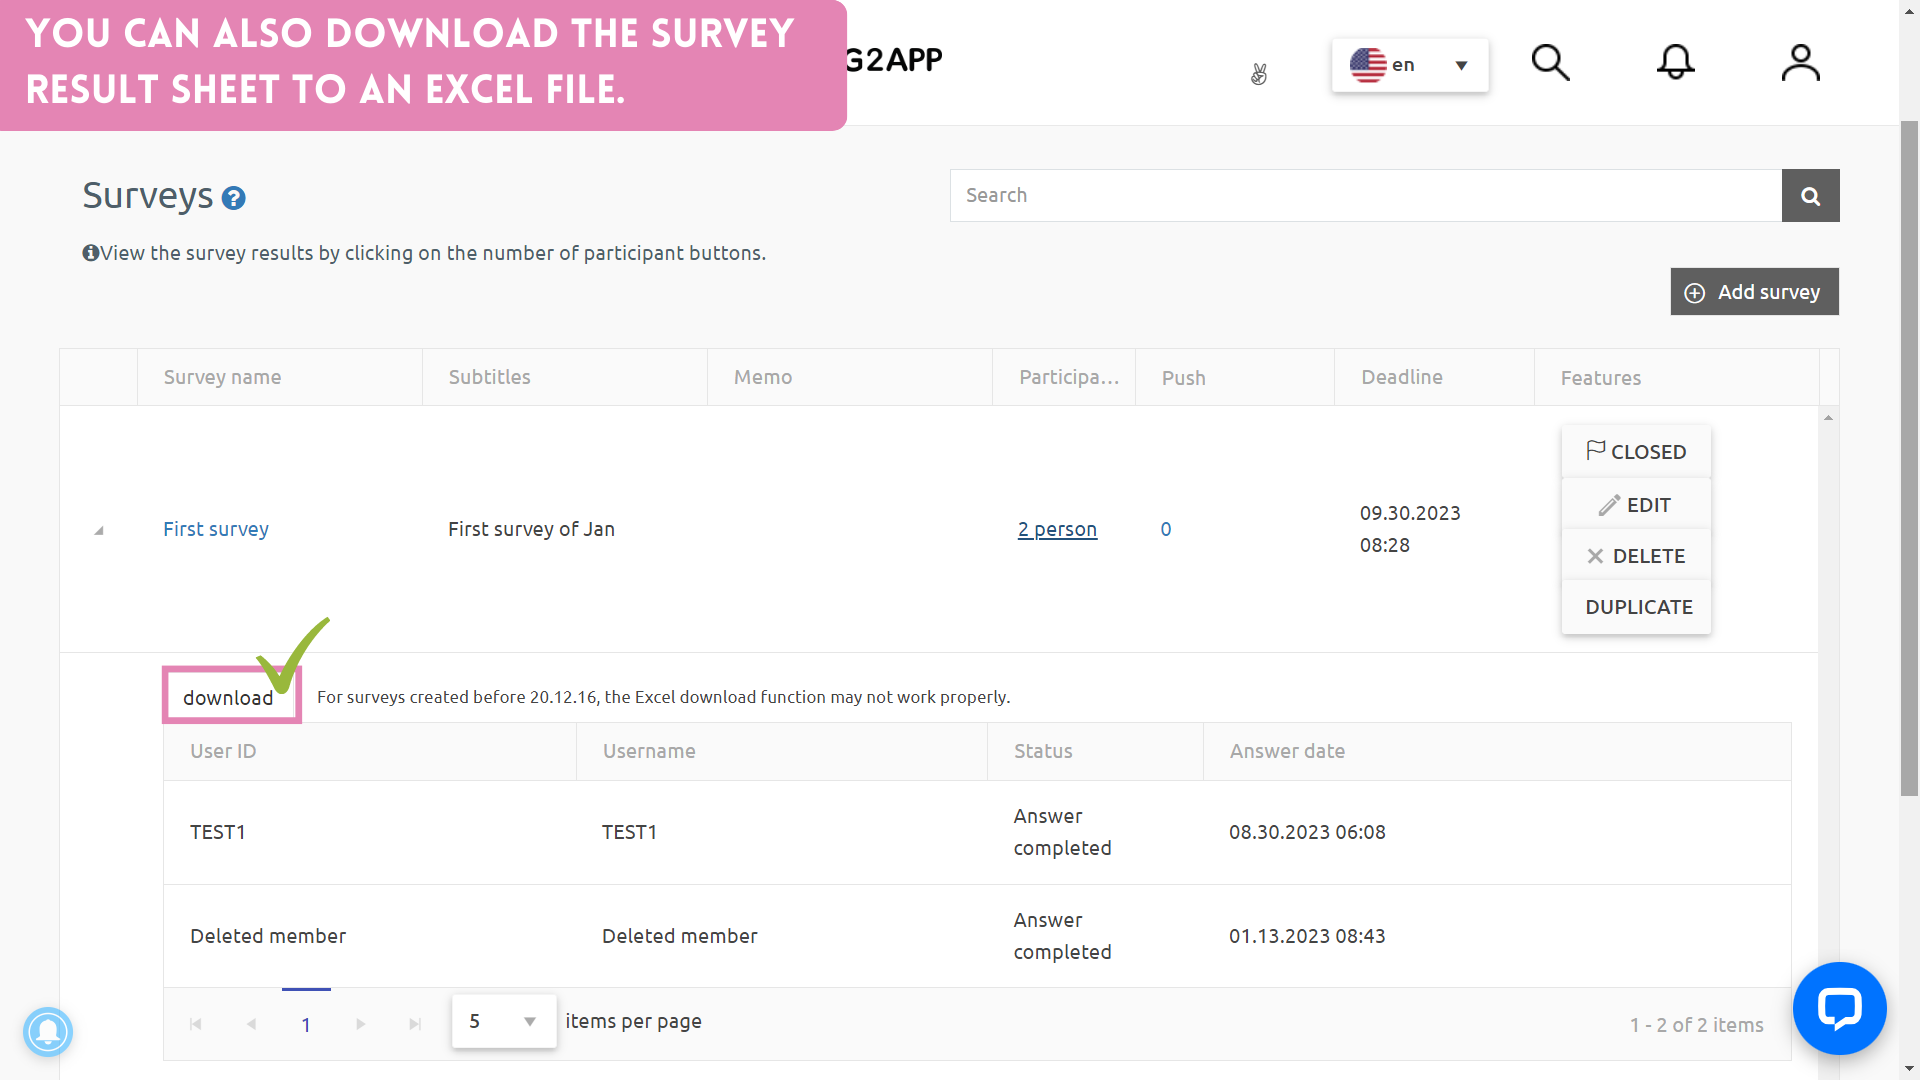 YOU CAN ALSO DOWNLOAD THE SURVEY
RESULT SHEET TO AN EXCEL FILE.
G2APP
en
Surveys
Search
View the survey results by clicking on the number of participant buttons.
Add survey
Survey name Subtitles Memo Participa... Push Deadline Features
CLOSED
EDIT
First survey First survey of Jan 2 person 0 09.30.2023
08:28
DELETE
DUPLICATE
download For surveys created before 20.12.16, the Excel download function may not work properly.
User ID Username Status Answer date
TEST1 TEST1 Answer
completed 08.30.2023 06:08
Deleted member Deleted member Answer
completed 01.13.2023 08:43
1 5 items per page 1 - 2 of 2 items